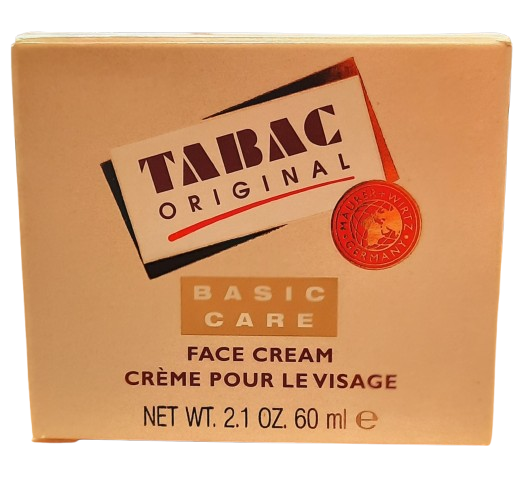 TABAC
ORIGINAL
MAURER+WIRTZ
GERMANY
BASIC
CARE
FACE CREAM
CRÈME POUR LE VISAGE
NET WT. 2.1 OZ. 60 ml ℮